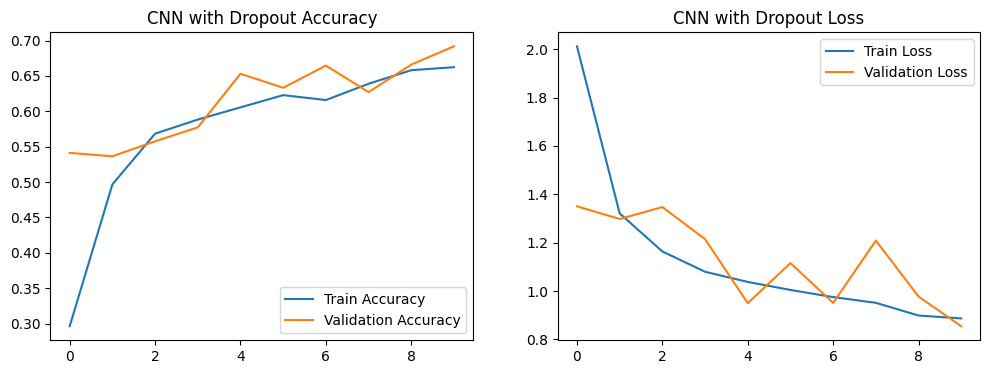 CNN with Dropout Accuracy
0.70
0.65
0.60
0.55
0.50
0.45
0.40
0.35
0.30
0 2 4 6 8
Train Accuracy
Validation Accuracy
CNN with Dropout Loss
2.0
1.8
1.6
1.4
1.2
1.0
0.8
0 2 4 6 8
Train Loss
Validation Loss